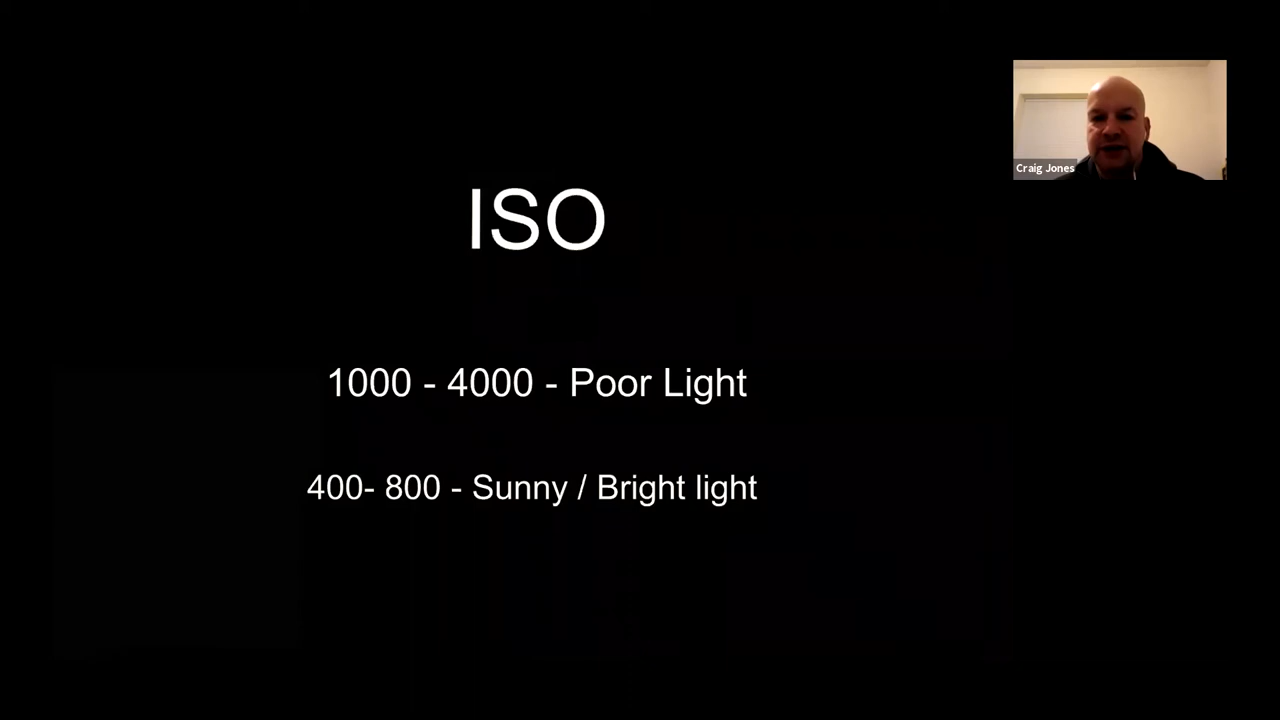 ISO
1000 - 4000 - Poor Light
400- 800 - Sunny / Bright light
Craig Jones